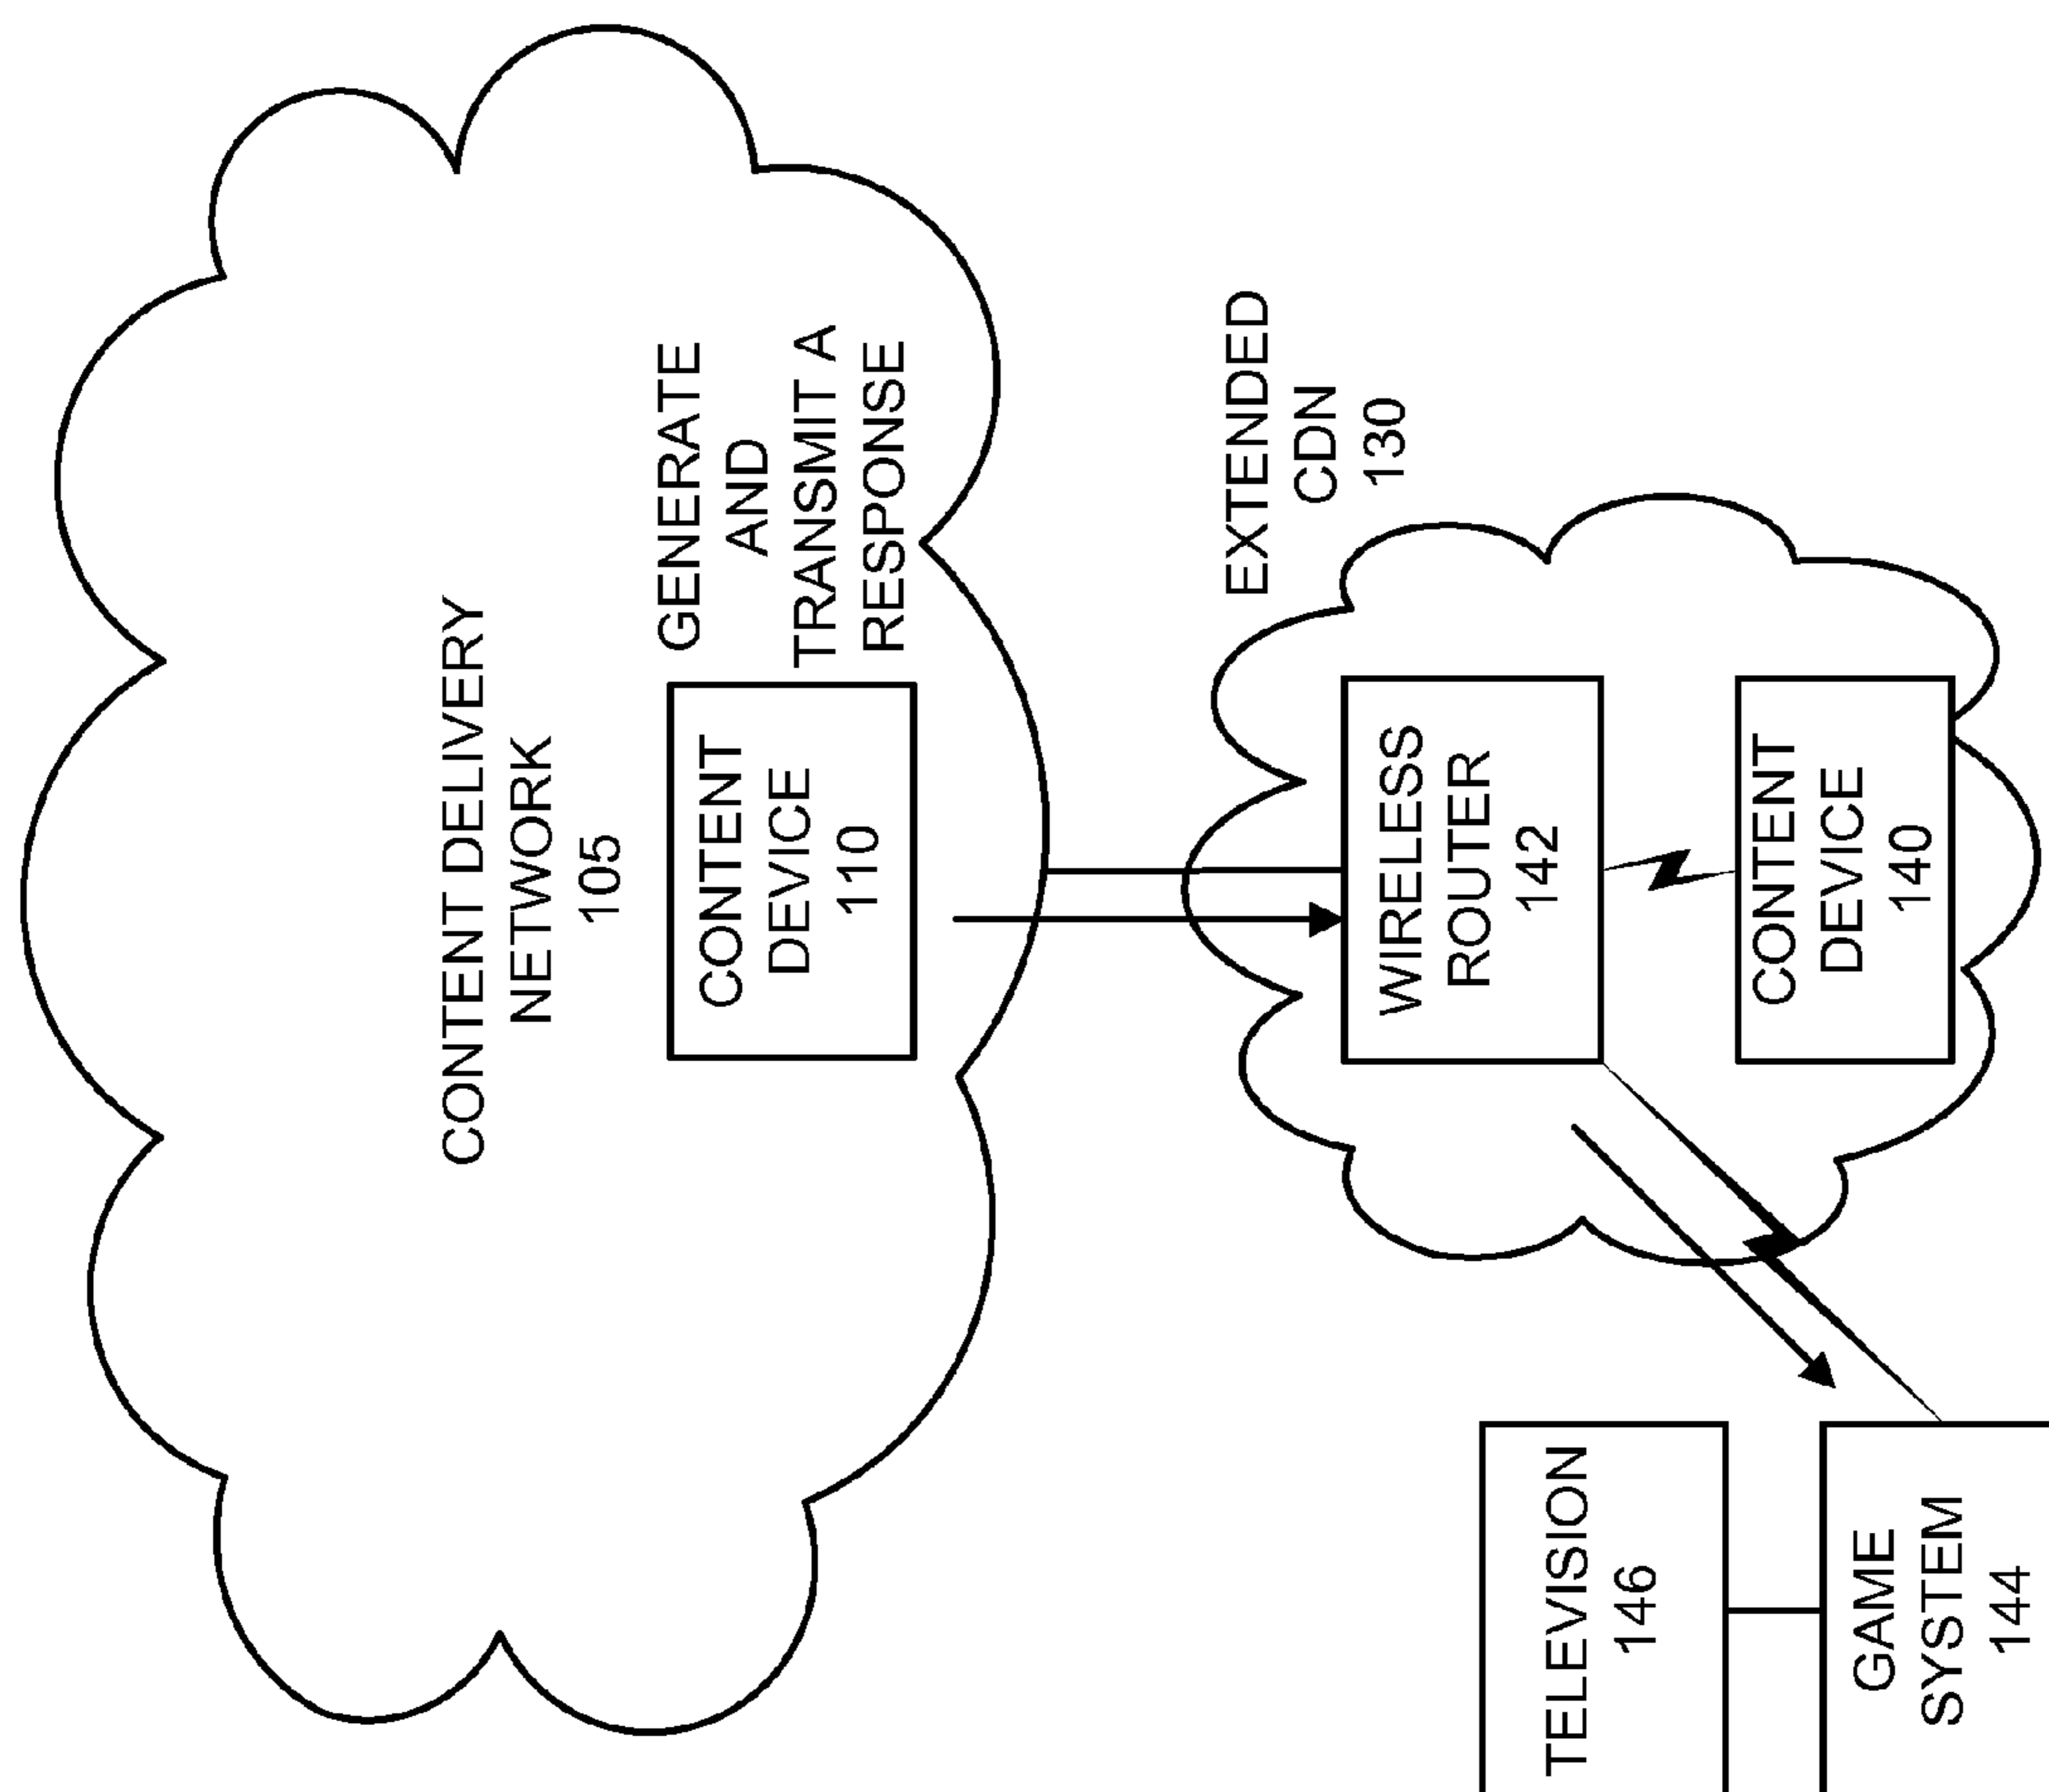 CONTENT DELIVERY
NETWORK
105
GENERATE
AND
TRANSMIT A
RESPONSE
CONTENT
DEVICE
110
EXTENDED
CDN
130
WIRELESS
ROUTER
142
CONTENT
DEVICE
140
TELEVISION
146
GAME
SYSTEM
144